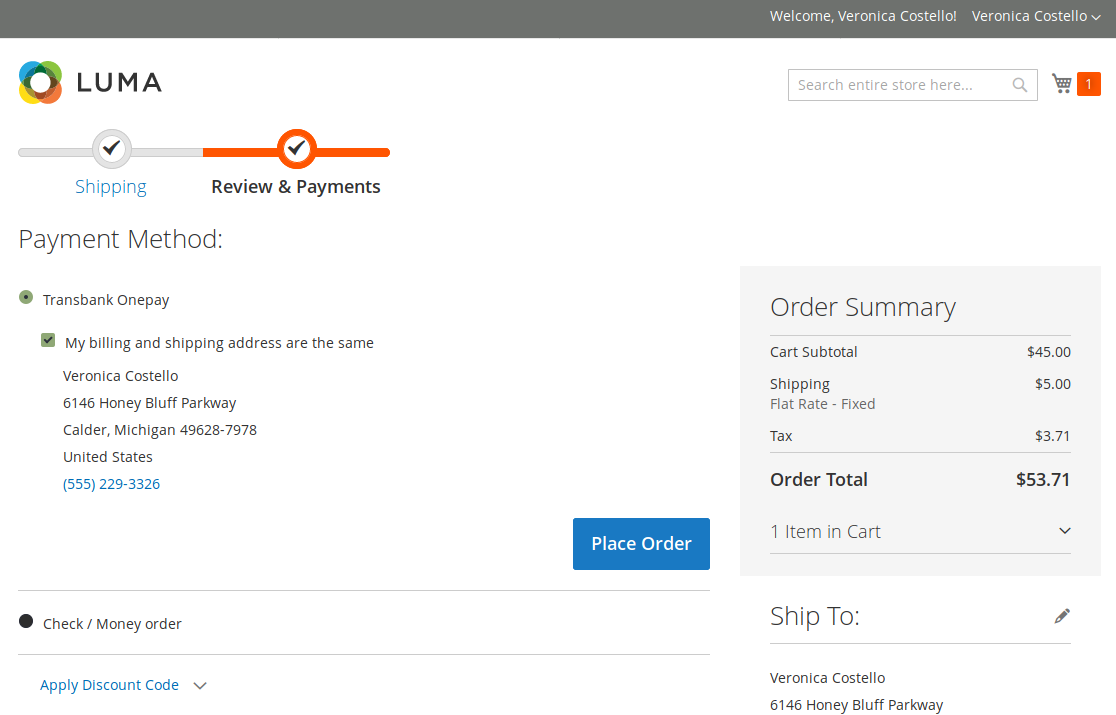 Welcome, Veronica Costello! Veronica Costello
LUMA
Search entire store here...
1
Shipping
Review & Payments
Payment Method:
Transbank Onepay
My billing and shipping address are the same
Veronica Costello
6146 Honey Bluff Parkway
Calder, Michigan 49628-7978
United States
(555) 229-3326
Place Order
Check / Money order
Apply Discount Code
Order Summary
Cart Subtotal $45.00
Shipping $5.00
Flat Rate - Fixed
Tax $3.71
Order Total $53.71
1 Item in Cart
Ship To:
Veronica Costello
6146 Honey Bluff Parkway